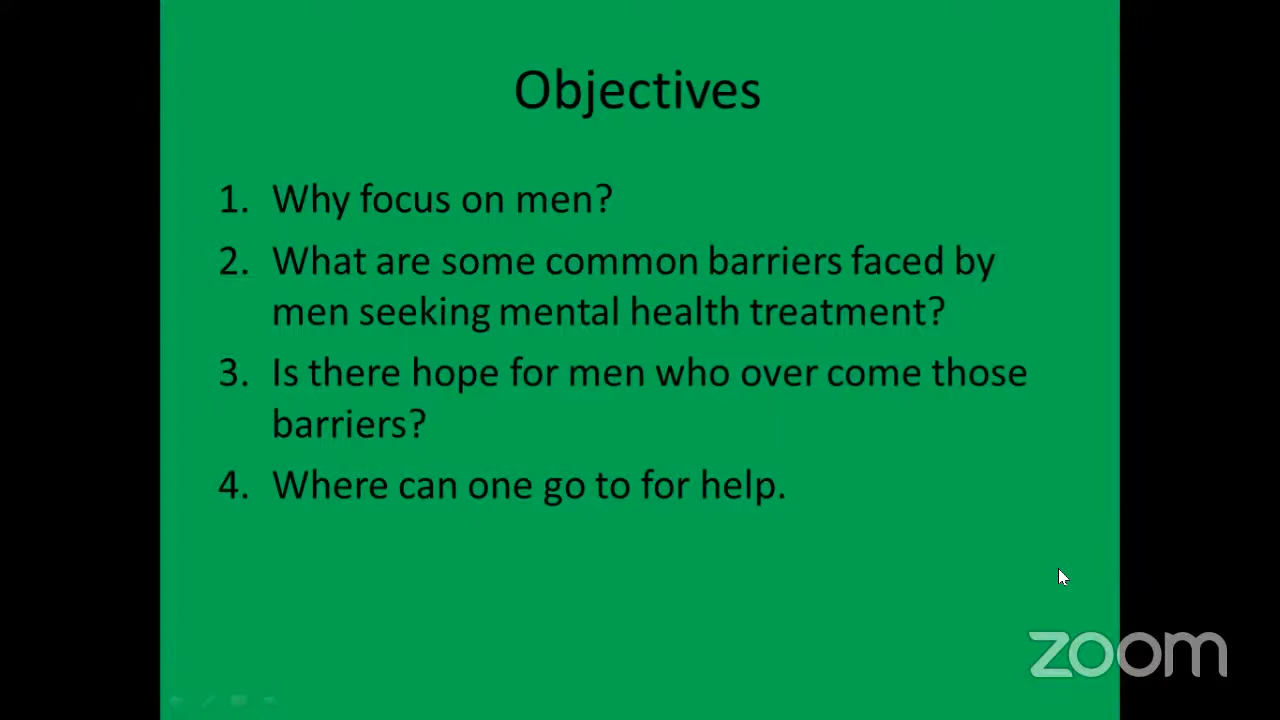 Objectives
1. Why focus on men?
2. What are some common barriers faced by
men seeking mental health treatment?
3. Is there hope for men who over come those
barriers?
4. Where can one go to for help.
zoom